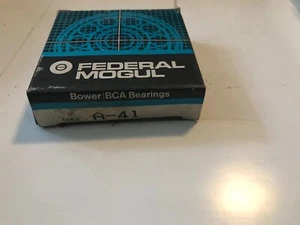 FEDERAL
MOGUL
Bower/BCA Bearings
A-41